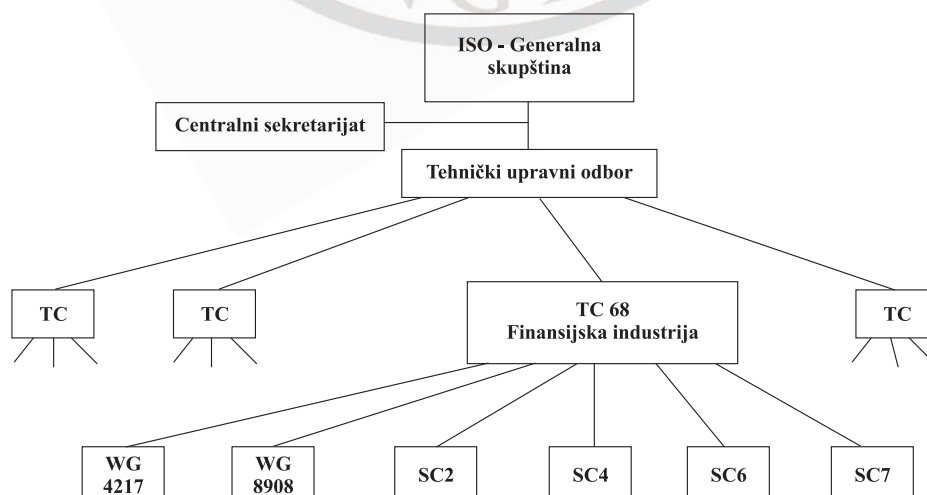 ISO - Generalna
skupština
Centralni sekretarijat
Tehnički upravni odbor
TC
TC
TC 68
Finansijska industrija
TC
WG
4217
WG
8908
SC2
SC4
SC6
SC7